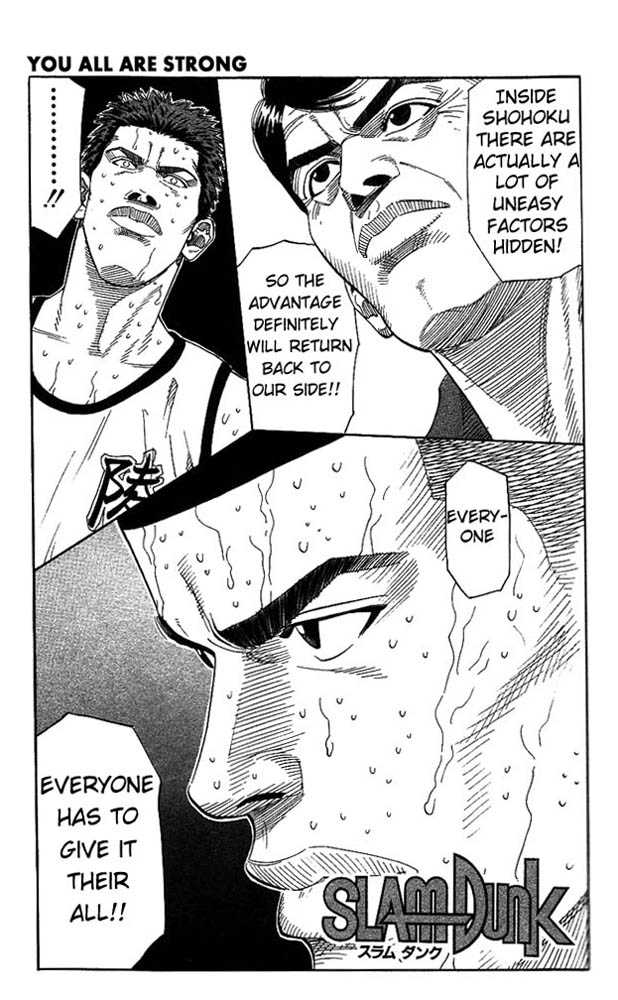 YOU ALL ARE STRONG
INSIDE
SHOHOKU
THERE ARE
ACTUALLY A
LOT OF
UNEASY
FACTORS
HIDDEN!
SO THE
ADVANTAGE
DEFINITELY
WILL RETURN
BACK TO
OUR SIDE!!
………!!
陵
EVERY-
ONE
EVERYONE
HAS TO
GIVE IT
THEIR
ALL!!
SLAM DUNK
スラム ダンク